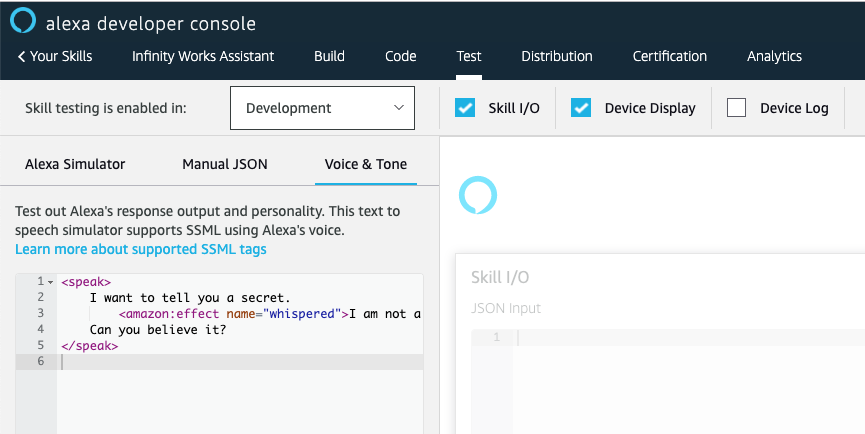 alexa developer console
Your Skills Infinity Works Assistant Build Code Test Distribution Certification Analytics
Skill testing is enabled in: Development Skill I/O Device Display Device Log
Alexa Simulator Manual JSON Voice & Tone
Test out Alexa's response output and personality. This text to
speech simulator supports SSML using Alexa's voice.
Learn more about supported SSML tags
1 <speak>
2 I want to tell you a secret.
3 <amazon:effect name="whispered">I am not a
4 Can you believe it?
5 </speak>
6
Skill I/O
JSON Input
1